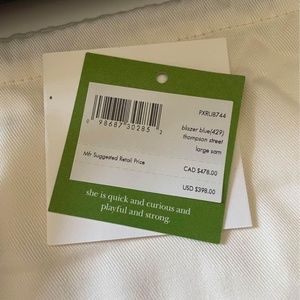 PXRU8744
0 98687 30285 2
blazer blue(429)
thompson street
large sam
Mfr Suggested Retail Price
CAD $478.00
USD $398.00
she is quick and curious and
playful and strong.